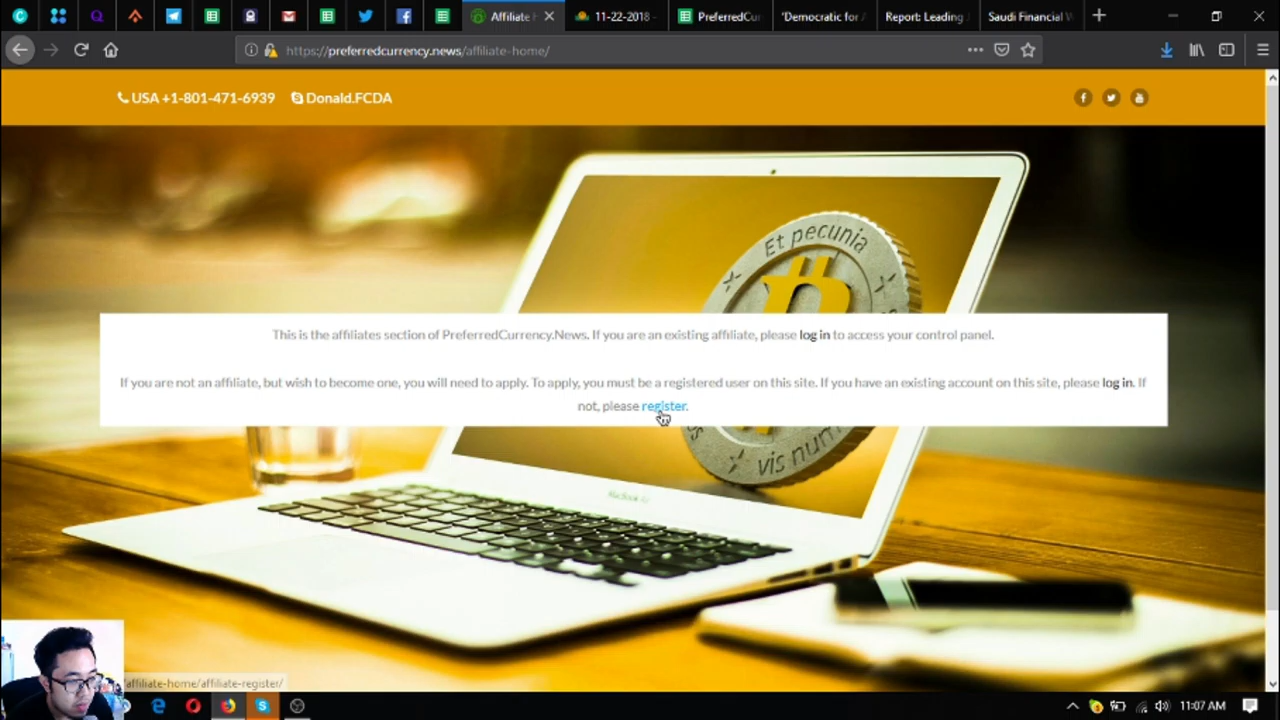 Affiliate H
11-22-2018
PreferredCur
'Democratic for
Report: Leading
Saudi Financial W
https://preferredcurrency.news/affiliate-home/
USA +1-801-471-6939
Donald.FCDA
Et pecunia
This is the affiliates section of PreferredCurrency.News. If you are an existing affiliate, please log in to access your control panel.
If you are not an affiliate, but wish to become one, you will need to apply. To apply, you must be a registered user on this site. If you have an existing account on this site, please log in. If
not, please register.
vis num
/affiliate-home/affiliate-register/
11:07 AM